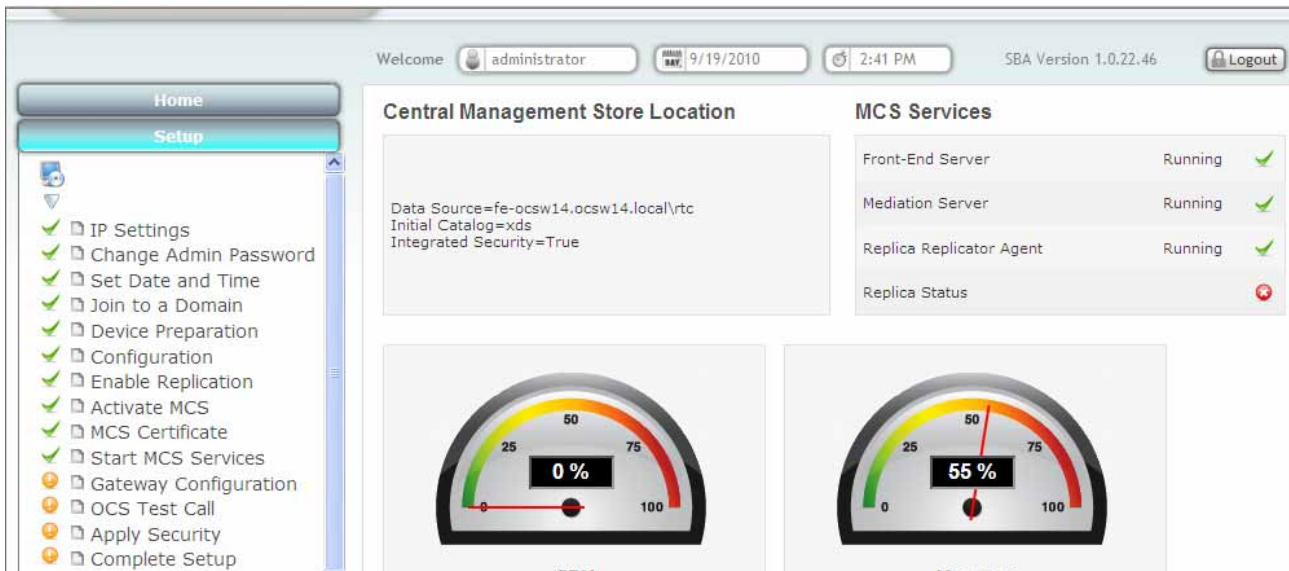 Welcome administrator 9/19/2010 2:41 PM SBA Version 1.0.22.46 Logout
Home
Setup
IP Settings
Change Admin Password
Set Date and Time
Join to a Domain
Device Preparation
Configuration
Enable Replication
Activate MCS
MCS Certificate
Start MCS Services
Gateway Configuration
OCS Test Call
Apply Security
Complete Setup
Central Management Store Location
Data Source=fe-ocsw14.ocsw14.local\rtc
Initial Catalog=xds
Integrated Security=True
MCS Services
Front-End Server Running
Mediation Server Running
Replica Replicator Agent Running
Replica Status
0 25 50 75 100
0 %
0 25 50 75 100
55 %